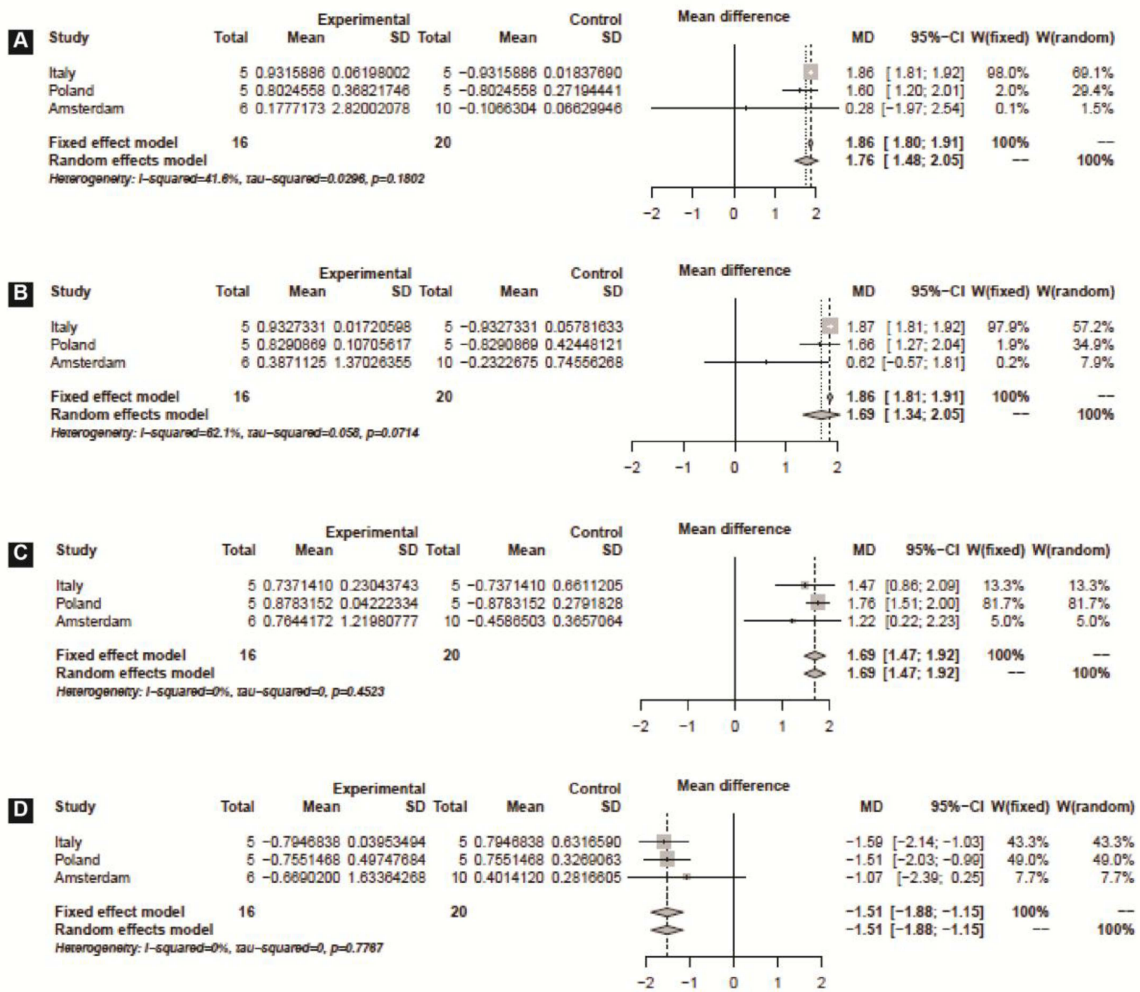 Experimental Control Mean difference
A Study Total Mean SD Total Mean SD MD 95%−CI W(fixed) W(random)
Italy 5 0.9315886 0.06198002 5 −0.9315886 0.01837690 1.86 [ 1.81; 1.92] 98.0% 69.1%
Poland 5 0.8024558 0.36821746 5 −0.8024558 0.27194441 1.60 [ 1.20; 2.01] 2.0% 29.4%
Amsterdam 6 0.1777173 2.82002078 10 −0.1066304 0.06629946 0.28 [−1.97; 2.54] 0.1% 1.5%
Fixed effect model 16 20 1.86 [ 1.80; 1.91] 100% −−
Random effects model 1.76 [ 1.48; 2.05] −− 100%
Heterogeneity: I−squared=41.6%, tau−squared=0.0296, p=0.1802
−2 −1 0 1 2
Experimental Control Mean difference
B Study Total Mean SD Total Mean SD MD 95%−CI W(fixed) W(random)
Italy 5 0.9327331 0.01720598 5 −0.9327331 0.05781633 1.87 [ 1.81; 1.92] 97.9% 57.2%
Poland 5 0.8290869 0.10705617 5 −0.8290869 0.42448121 1.66 [ 1.27; 2.04] 1.9% 34.9%
Amsterdam 6 0.3871125 1.37026355 10 −0.2322675 0.74556268 0.62 [−0.57; 1.81] 0.2% 7.9%
Fixed effect model 16 20 1.86 [ 1.81; 1.91] 100% −−
Random effects model 1.69 [ 1.34; 2.05] −− 100%
Heterogeneity: I−squared=62.1%, tau−squared=0.058, p=0.0714
−2 −1 0 1 2
Experimental Control Mean difference
C Study Total Mean SD Total Mean SD MD 95%−CI W(fixed) W(random)
Italy 5 0.7371410 0.23043743 5 −0.7371410 0.6611205 1.47 [0.86; 2.09] 13.3% 13.3%
Poland 5 0.8783152 0.04222334 5 −0.8783152 0.2791828 1.76 [1.51; 2.00] 81.7% 81.7%
Amsterdam 6 0.7644172 1.21980777 10 −0.4586503 0.3657064 1.22 [0.22; 2.23] 5.0% 5.0%
Fixed effect model 16 20 1.69 [1.47; 1.92] 100% −−
Random effects model 1.69 [1.47; 1.92] −− 100%
Heterogeneity: I−squared=0%, tau−squared=0, p=0.4523
−2 −1 0 1 2
Experimental Control Mean difference
D Study Total Mean SD Total Mean SD MD 95%−CI W(fixed) W(random)
Italy 5 −0.7946838 0.03953494 5 0.7946838 0.6316590 −1.59 [−2.14; −1.03] 43.3% 43.3%
Poland 5 −0.7551468 0.49747684 5 0.7551468 0.3269063 −1.51 [−2.03; −0.99] 49.0% 49.0%
Amsterdam 6 −0.6690200 1.63364268 10 0.4014120 0.2816605 −1.07 [−2.39; 0.25] 7.7% 7.7%
Fixed effect model 16 20 −1.51 [−1.88; −1.15] 100% −−
Random effects model −1.51 [−1.88; −1.15] −− 100%
Heterogeneity: I−squared=0%, tau−squared=0, p=0.7767
−2 −1 0 1 2